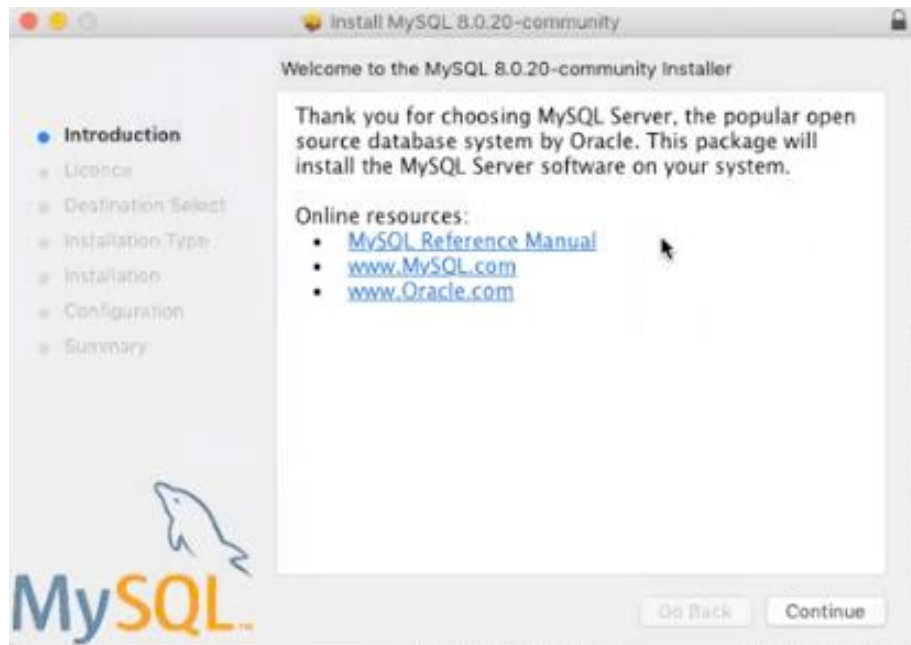 Install MySQL 8.0.20-community
Welcome to the MySQL 8.0.20-community Installer
Introduction
Licence
Destination Select
Installation Type
Installation
Configuration
Summary
Thank you for choosing MySQL Server, the popular open
source database system by Oracle. This package will
install the MySQL Server software on your system.
Online resources:
• MySQL Reference Manual
• www.MySQL.com
• www.Oracle.com
MySQL™
Go Back
Continue